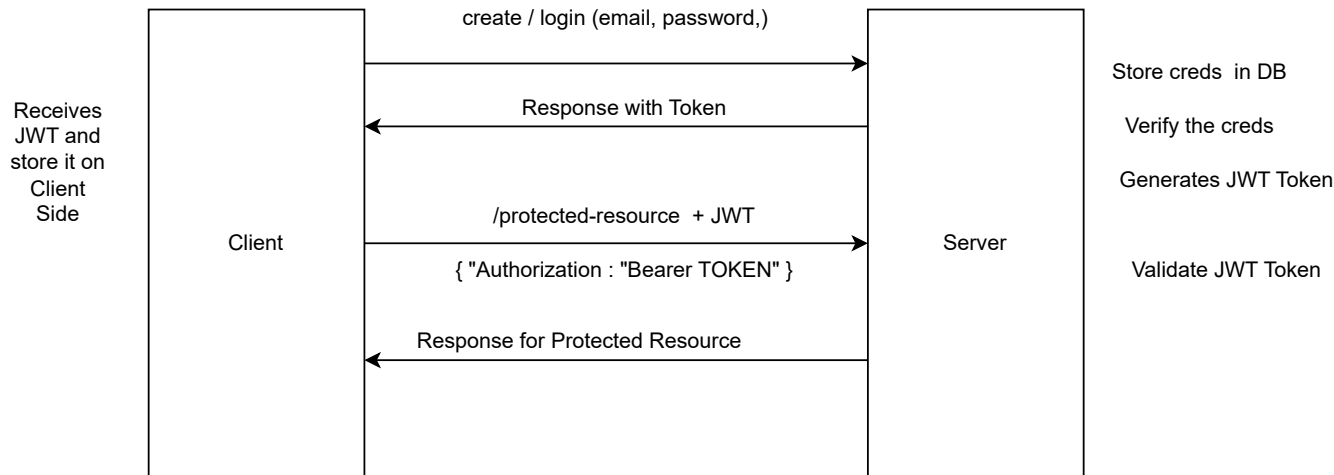 create / login (email, password,)
Store creds  in DB
Receives
JWT and
store it on
Client
Side
Response with Token
Verify the creds
Generates JWT Token
/protected-resource  + JWT
Client
Server
{ "Authorization : "Bearer TOKEN" }
Validate JWT Token
Response for Protected Resource